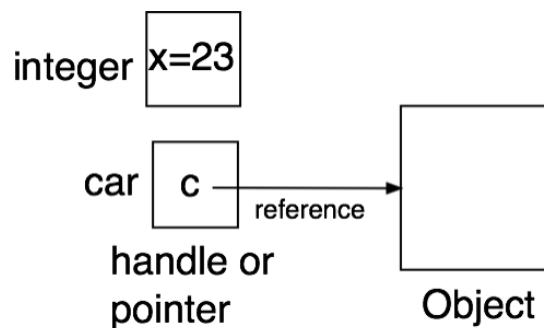 integer x=23
car c
reference
handle or
pointer
Object